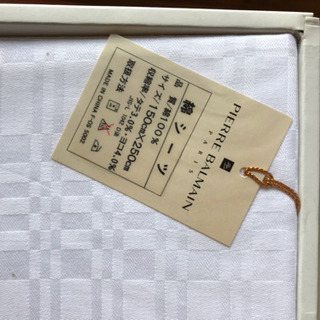 PIERRE BALMAIN
PARIS
綿シーツ
品質/綿100%
サイズ/150cm×250cm
収縮率/タテ3.0% ヨコ4.0%
取扱方法
MADE IN CHINA